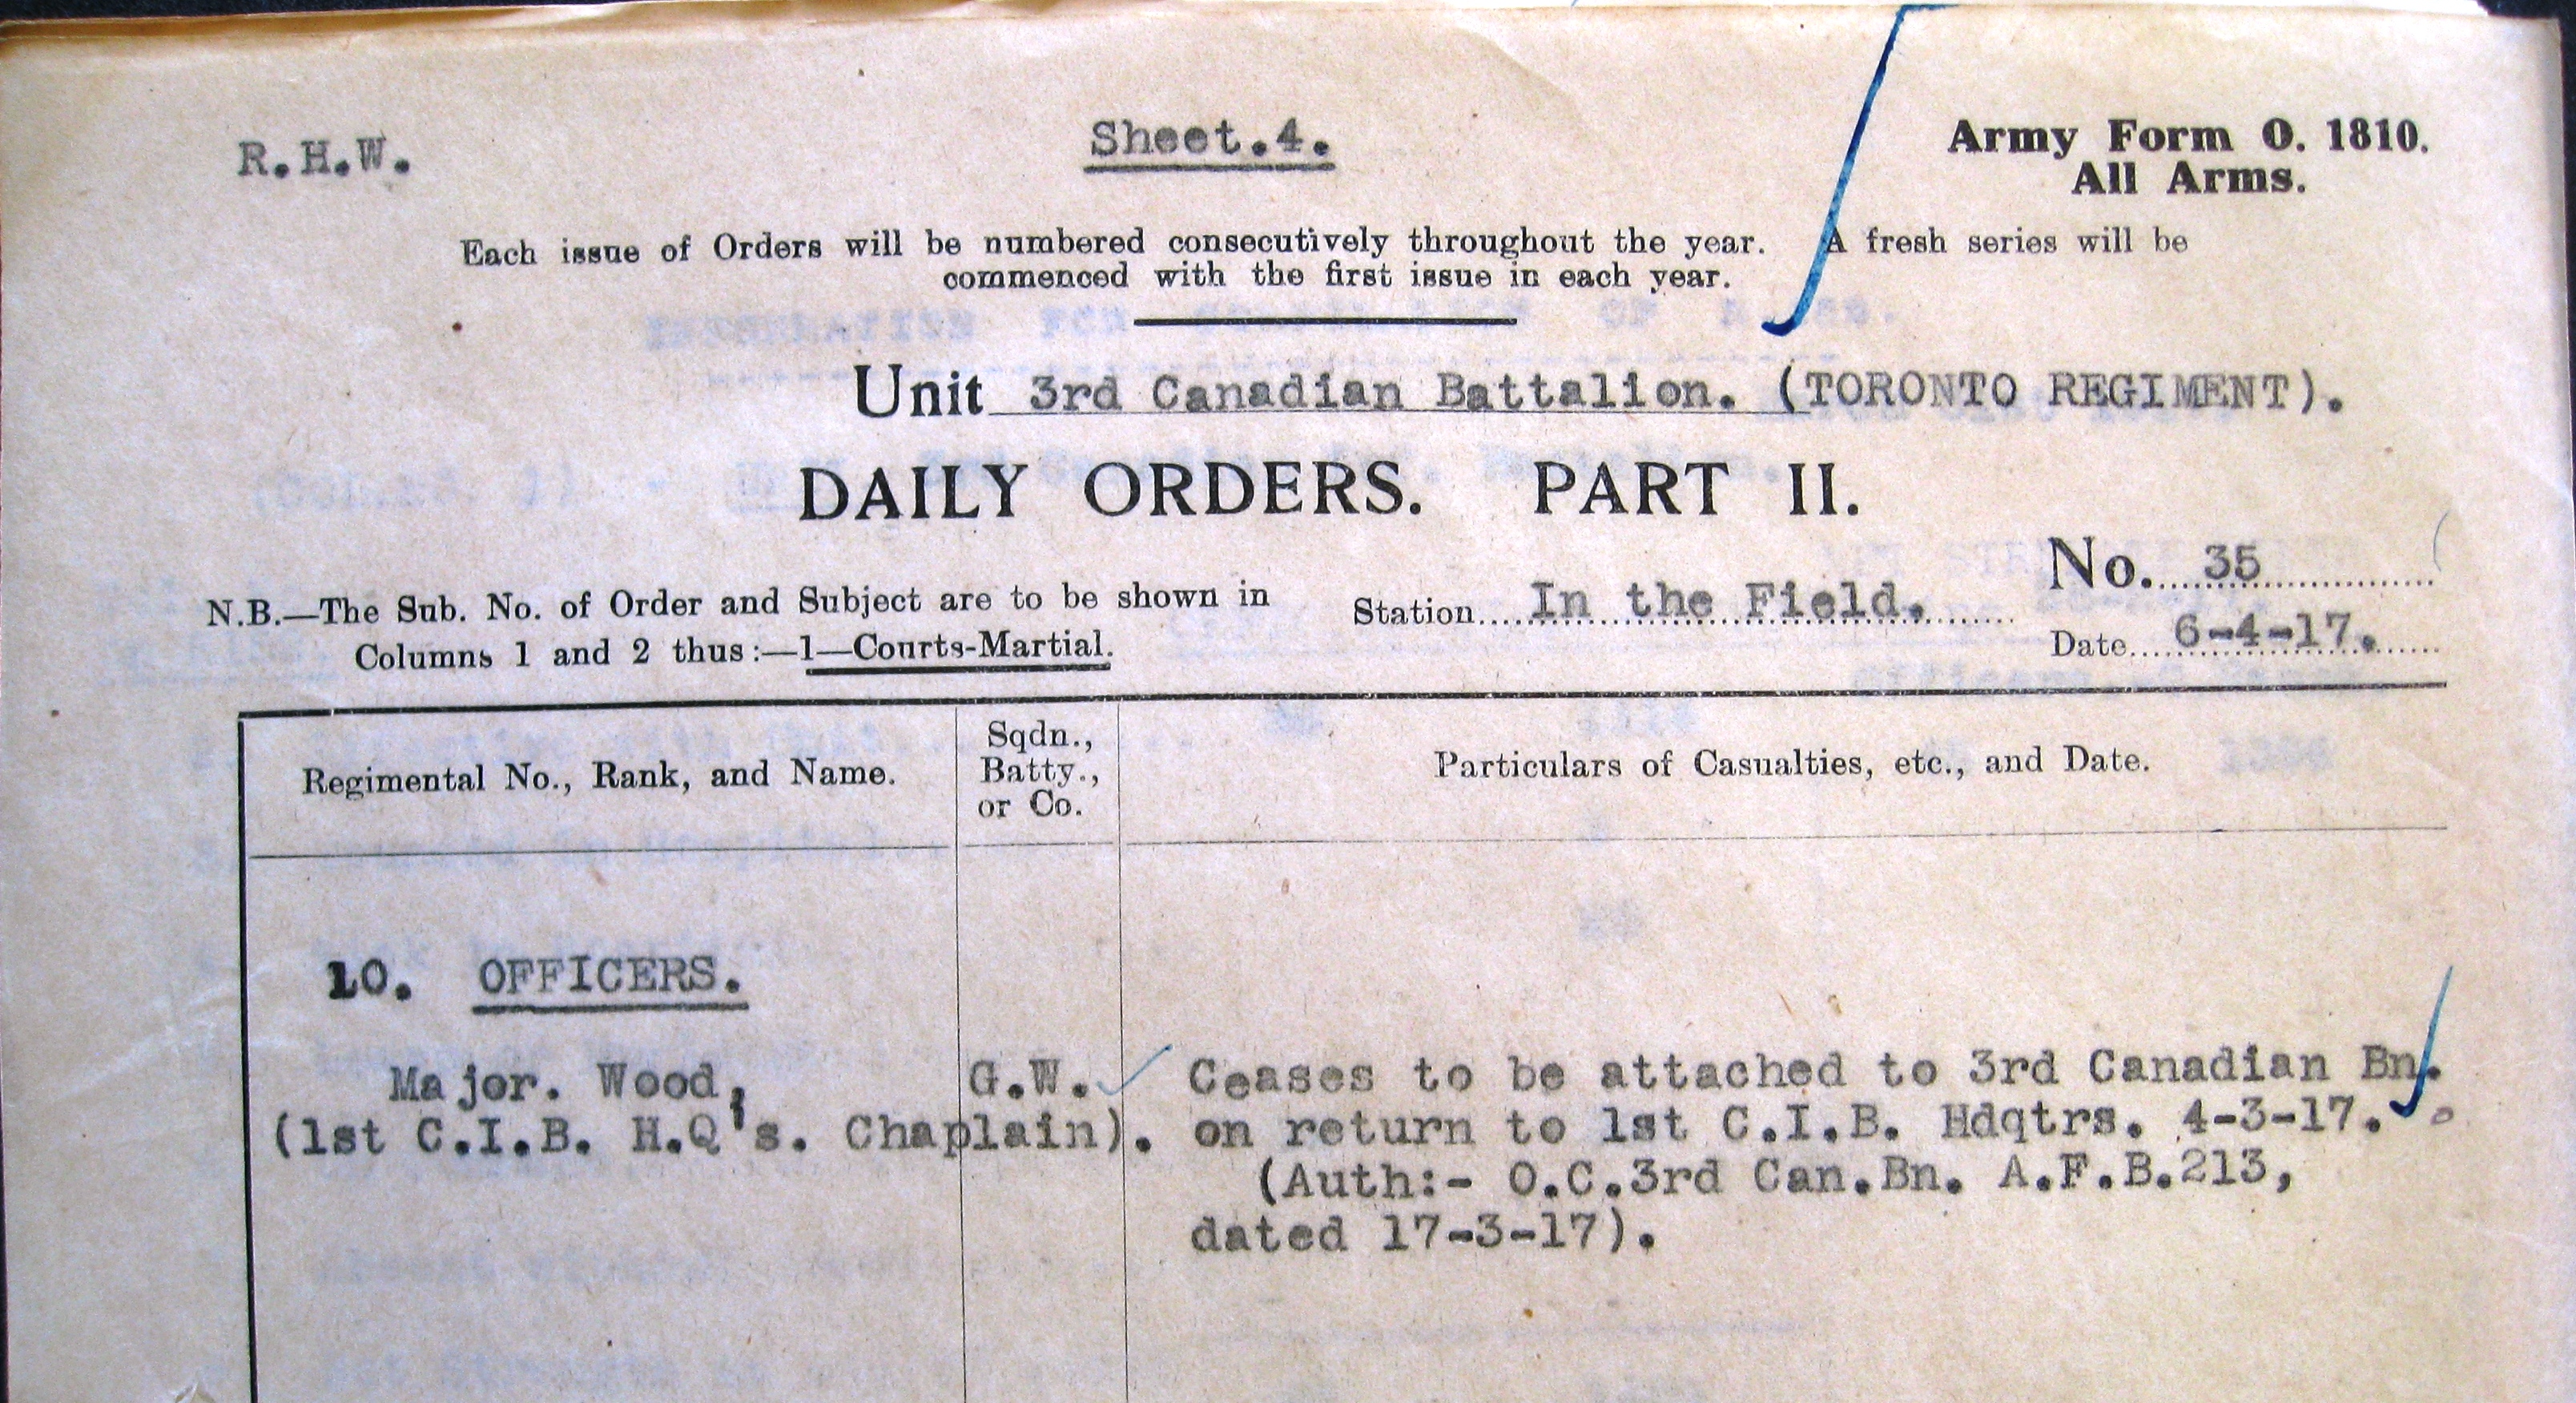 R.H.W.
Sheet.4.
Army Form O. 1810.
All Arms.
Each issue of Orders will be numbered consecutively throughout the year. A fresh series will be
commenced with the first issue in each year.
Unit 3rd Canadian Battalion. (TORONTO REGIMENT).
DAILY ORDERS. PART II.
No. 35
N.B.—The Sub. No. of Order and Subject are to be shown in
Columns 1 and 2 thus:—1—Courts-Martial.
Station In the Field.
Date 6-4-17.
Regimental No., Rank, and Name.
Sqdn.,
Batty.,
or Co.
Particulars of Casualties, etc., and Date.
10. OFFICERS.
Major. Wood, G.W. Ceases to be attached to 3rd Canadian Bn.
(1st C.I.B. H.Q's. Chaplain). on return to 1st C.I.B. Hdqtrs. 4-3-17.
(Auth:- O.C.3rd Can.Bn. A.F.B.213,
dated 17-3-17).